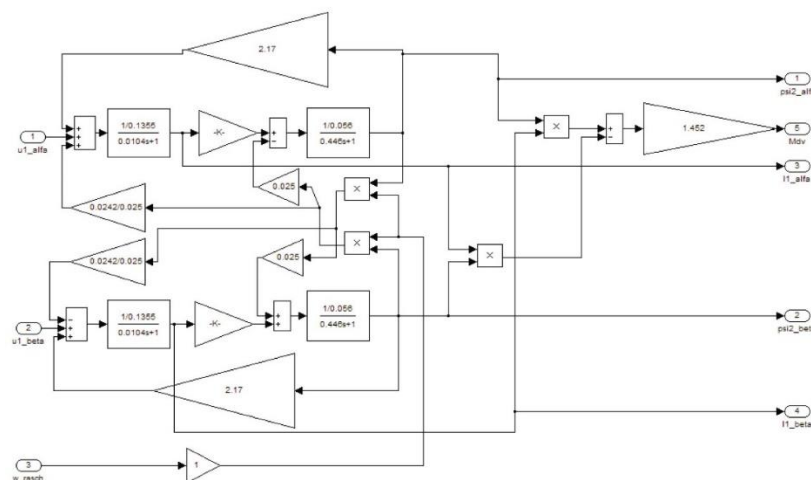 2.17
1
psi2_alf
+
+
+
1/0.1355
0.0104s+1
-K-
+
−
1/0.056
0.446s+1
×
+
−
1.452
5
Mdv
1
u1_alfa
3
I1_alfa
0.0242/0.025
0.025
×
×
×
0.0242/0.025
0.025
−
+
+
1/0.1355
0.0104s+1
-K-
+
+
1/0.056
0.446s+1
2
psi2_bet
2
u1_beta
2.17
4
I1_beta
3
1
w_rasch